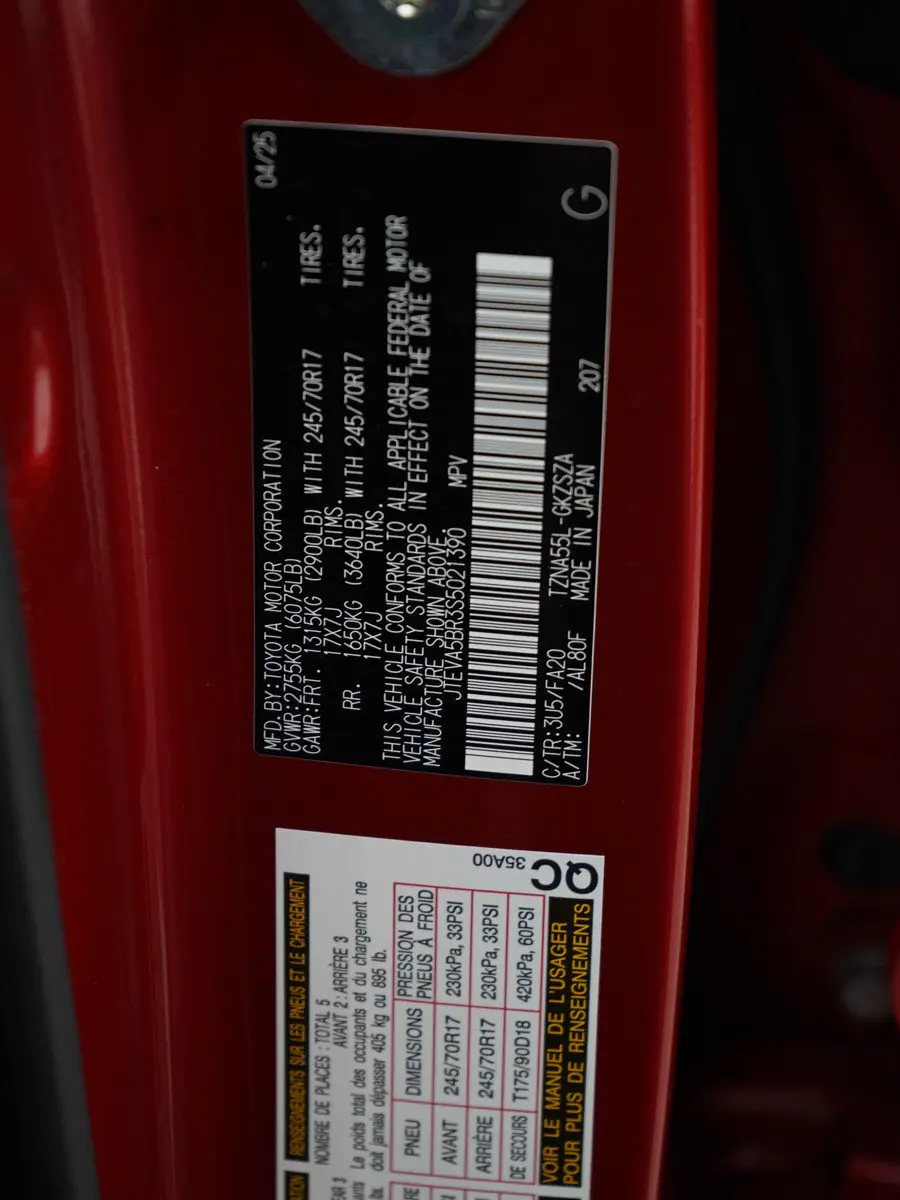 04/25
MFD. BY:TOYOTA MOTOR CORPORATION
GVWR:2755KG (6075LB)
GAWR:FRT. 1315KG (2900LB) WITH 245/70R17 TIRES.
17X7J RIMS.
RR. 1650KG (3640LB) WITH 245/70R17 TIRES.
17X7J RIMS.
THIS VEHICLE CONFORMS TO ALL APPLICABLE FEDERAL MOTOR
VEHICLE SAFETY STANDARDS IN EFFECT ON THE DATE OF
MANUFACTURE SHOWN ABOVE.
JTEVA5BR3S5021390 MPV
C/TR:3U5/FA20 TZNA55L-GKZSZA 207
A/TM: /AL80F MADE IN JAPAN
G
RENSEIGNEMENTS SUR LES PNEUS ET LE CHARGEMENT
NOMBRE DE PLACES : TOTAL 5
AVANT 2 : ARRIÈRE 3
Le poids total des occupants et du chargement ne
doit jamais dépasser 405 kg ou 895 lb.
PNEU DIMENSIONS PRESSION DES
PNEUS À FROID
AVANT 245/70R17 230kPa, 33PSI
ARRIÈRE 245/70R17 230kPa, 33PSI
DE SECOURS T175/90D18 420kPa, 60PSI
VOIR LE MANUEL DE L'USAGER
POUR PLUS DE RENSEIGNEMENTS
35A00
QC